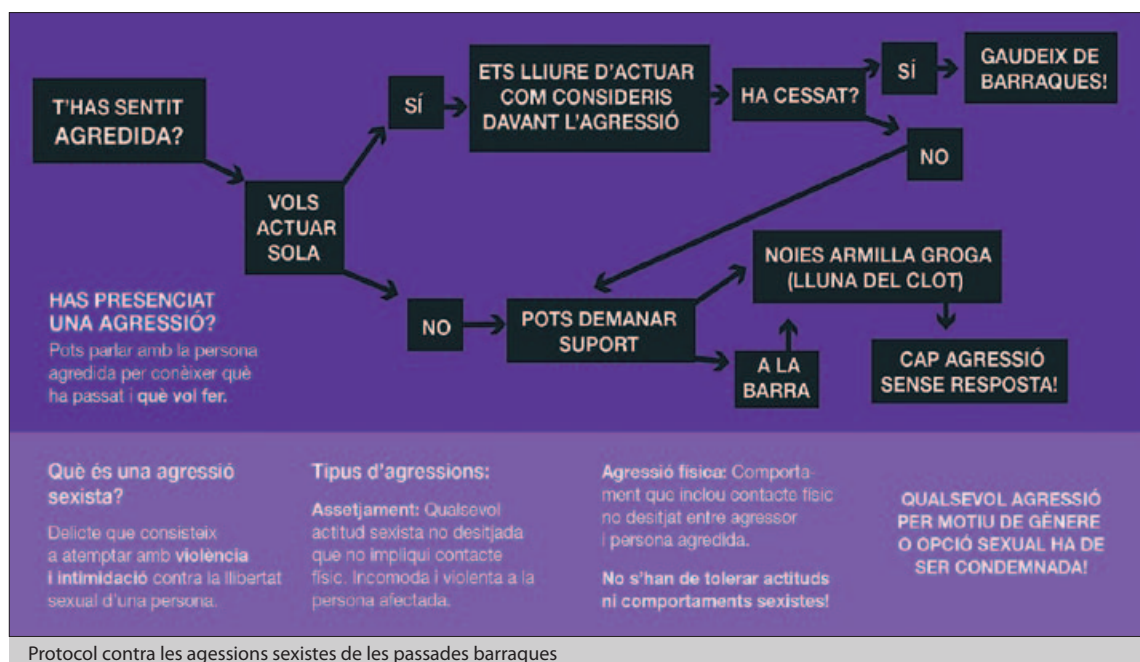 T'HAS SENTIT
AGREDIDA?
VOLS
ACTUAR
SOLA
SÍ
ETS LLIURE D'ACTUAR
COM CONSIDERIS
DAVANT L'AGRESSIÓ
HA CESSAT?
SÍ
GAUDEIX DE
BARRAQUES!
NO
NO
POTS DEMANAR
SUPORT
NOIES ARMILLA GROGA
(LLUNA DEL CLOT)
A LA
BARRA
CAP AGRESSIÓ
SENSE RESPOSTA!
HAS PRESENCIAT
UNA AGRESSIÓ?
Pots parlar amb la persona
agredida per conèixer què
ha passat i què vol fer.
Què és una agressió
sexista?
Delicte que consisteix
a atemptar amb violència
i intimidació contra la llibertat
sexual d'una persona.
Tipus d'agressions:
Assetjament: Qualsevol
actitud sexista no desitjada
que no impliqui contacte
físic. Incomoda i violenta a la
persona afectada.
Agressió física: Comporta-
ment que inclou contacte físic
no desitjat entre agressor
i persona agredida.
No s'han de tolerar actituds
ni comportaments sexistes!
QUALSEVOL AGRESSIÓ
PER MOTIU DE GÈNERE
O OPCIÓ SEXUAL HA DE
SER CONDEMNADA!
Protocol contra les agessions sexistes de les passades barraques